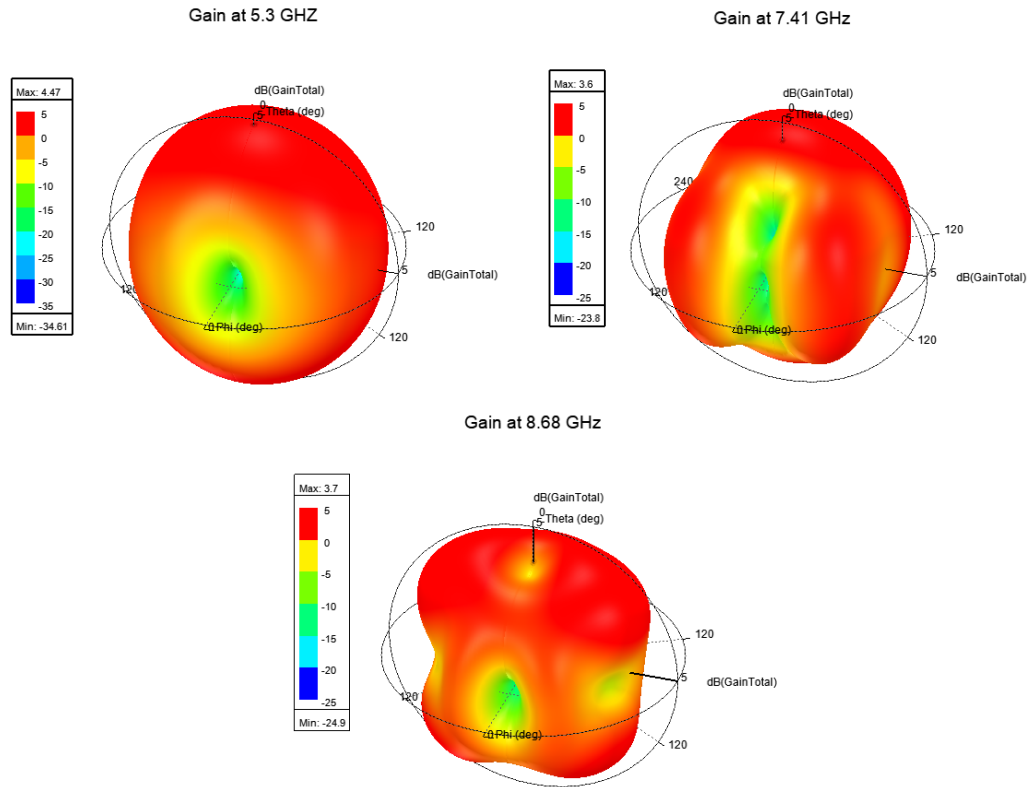 Gain at 5.3 GHZ
Max: 4.47
5
0
-5
-10
-15
-20
-25
-30
-35
Min: -34.61
dB(GainTotal)
0
5
Theta (deg)
120
5
dB(GainTotal)
120
0
Phi (deg)
120
Gain at 7.41 GHz
Max: 3.6
5
0
-5
-10
-15
-20
-25
Min: -23.8
dB(GainTotal)
0
5
Theta (deg)
240
120
5
dB(GainTotal)
120
0
Phi (deg)
120
Gain at 8.68 GHz
Max: 3.7
5
0
-5
-10
-15
-20
-25
Min: -24.9
dB(GainTotal)
0
5
Theta (deg)
120
5
dB(GainTotal)
120
0
Phi (deg)
120